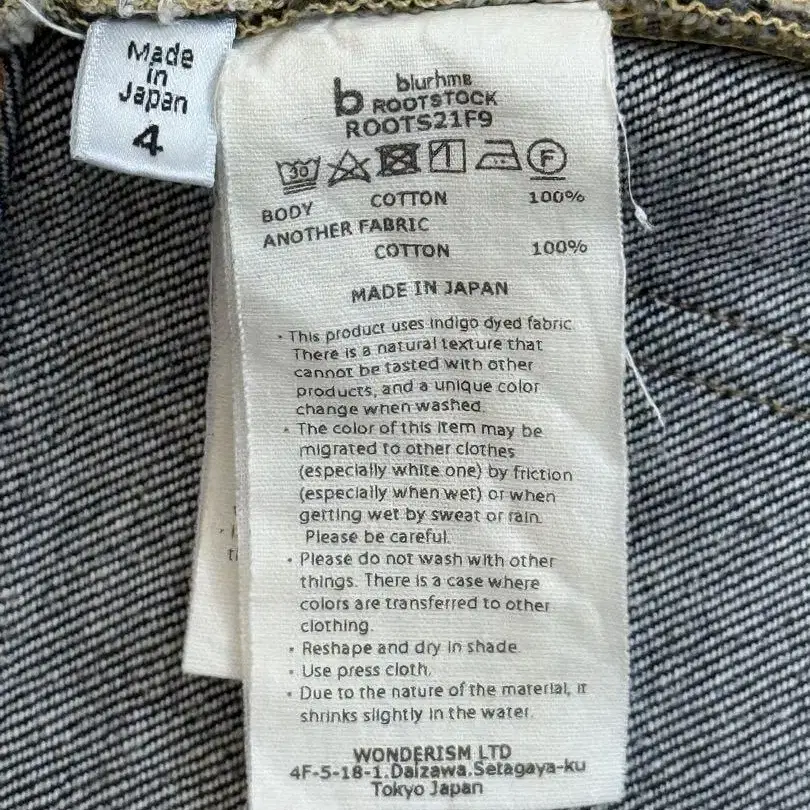 Made
in
Japan
4
b blurhms
ROOTSTOCK
ROOTS21F9
30 1 F
BODY COTTON 100%
ANOTHER FABRIC
COTTON 100%
MADE IN JAPAN
• This product uses indigo dyed fabric.
There is a natural texture that
cannot be tasted with other
products, and a unique color
change when washed.
• The color of this item may be
migrated to other clothes
(especially white one) by friction
(especially when wet) or when
getting wet by sweat or rain.
Please be careful.
• Please do not wash with other
things. There is a case where
colors are transferred to other
clothing.
• Reshape and dry in shade.
• Use press cloth.
• Due to the nature of the material, it
shrinks slightly in the water.
WONDERISM LTD
4F-5-18-1.Daizawa.Setagaya-ku
Tokyo Japan